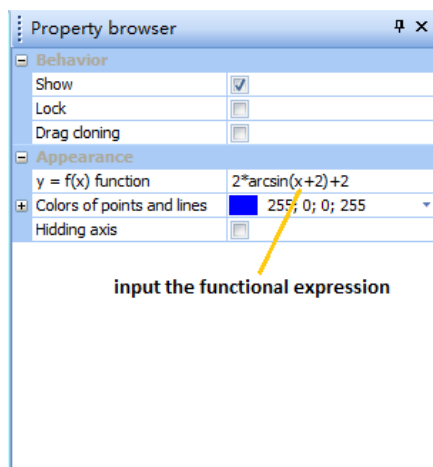 Property browser
Behavior
Show
Lock
Drag cloning
Appearance
y = f(x) function 2*arcsin(x+2)+2
Colors of points and lines 255; 0; 0; 255
Hidding axis
input the functional expression